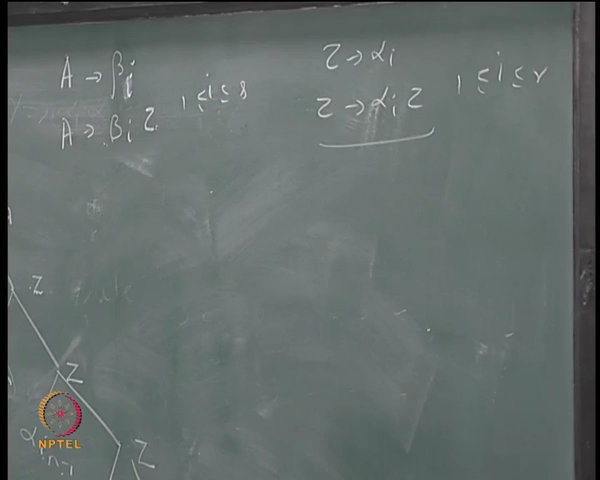 A → βi
A → βi Z 1 ≤ i ≤ s
Z → αi
Z → αi Z 1 ≤ i ≤ r
A
Z
Z
Z
NPTEL